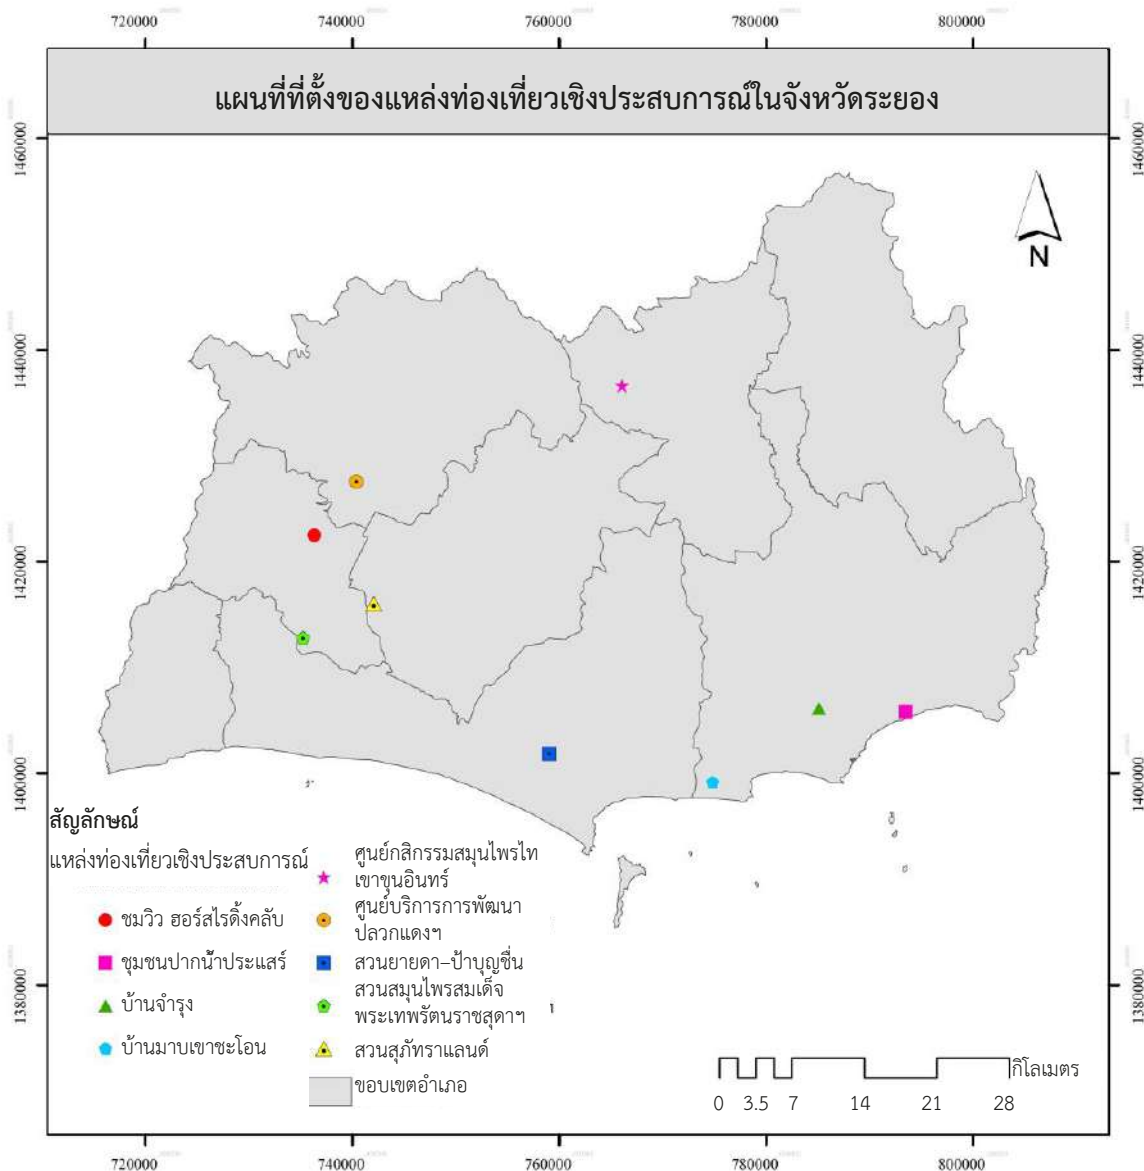 720000 740000 760000 780000 800000
แผนที่ที่ตั้งของแหล่งท่องเที่ยวเชิงประสบการณ์ในจังหวัดระยอง
1460000 1460000
N
1440000 1440000
1420000 1420000
1400000 1400000
1380000 1380000
สัญลักษณ์
แหล่งท่องเที่ยวเชิงประสบการณ์
ชมวิว ฮอร์สไรดิ้งคลับ
ชุมชนปากน้ำประแสร์
บ้านจำรุง
บ้านมาบเขาชะโอน
ศูนย์กสิกรรมสมุนไพรไท
เขาขุนอินทร์
ศูนย์บริการการพัฒนา
ปลวกแดงฯ
สวนยายดา–ป้าบุญชื่น
สวนสมุนไพรสมเด็จ
พระเทพรัตนราชสุดาฯ
สวนสุภัทราแลนด์
ขอบเขตอำเภอ
กิโลเมตร
0 3.5 7 14 21 28
720000 740000 760000 780000 800000